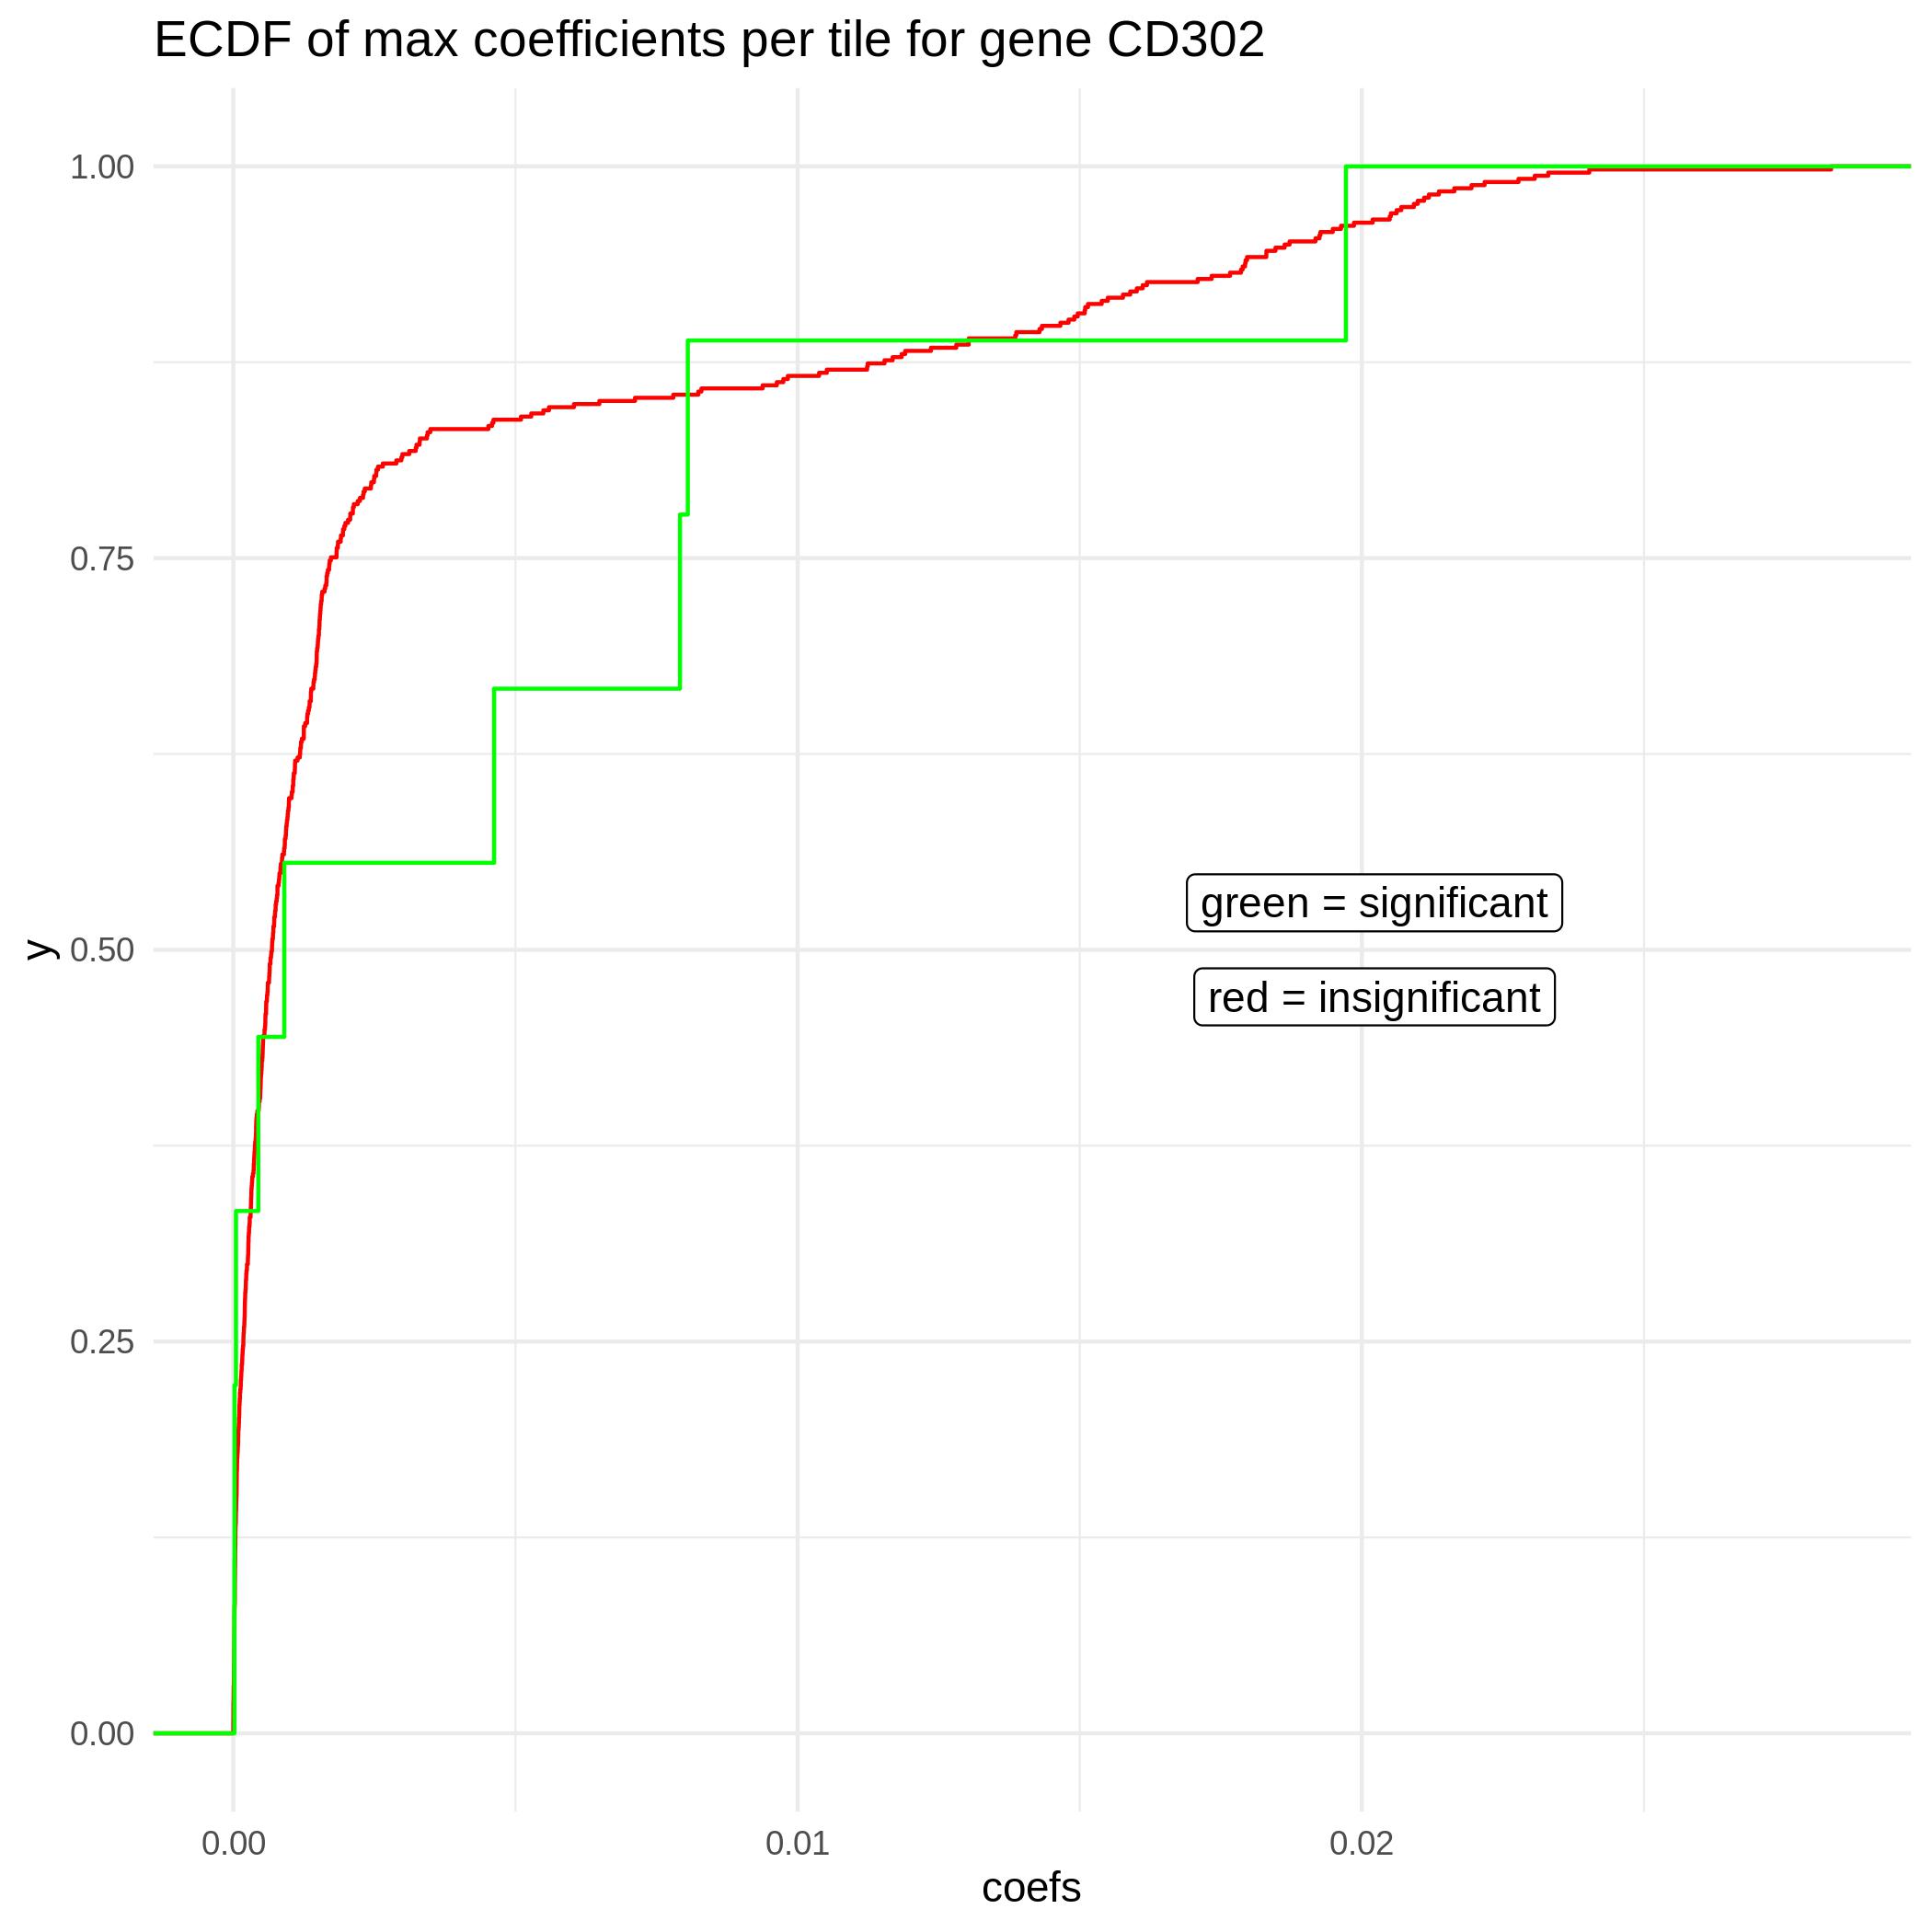 ECDF of max coefficients per tile for gene CD302
1.00
0.75
0.50
0.25
0.00
y
green = significant
red = insignificant
0.00 0.01 0.02
coefs